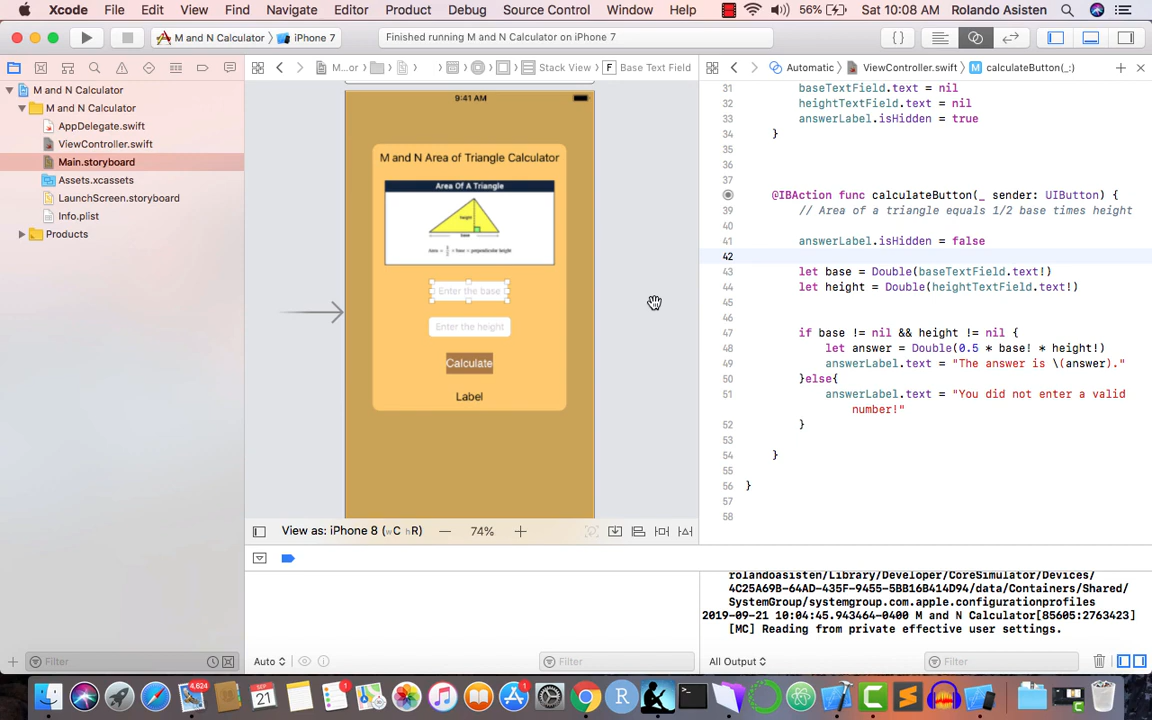 Xcode File Edit View Find Navigate Editor Product Debug Source Control Window Help 56% Sat 10:08 AM Rolando Asisten
M and N Calculator iPhone 7 Finished running M and N Calculator on iPhone 7
M...or Stack View F Base Text Field
Automatic ViewController.swift M calculateButton(_:)
M and N Calculator
M and N Calculator
AppDelegate.swift
ViewController.swift
Main.storyboard
Assets.xcassets
LaunchScreen.storyboard
Info.plist
Products
9:41 AM
M and N Area of Triangle Calculator
Area Of A Triangle
height
base
Enter the base
Enter the height
Calculate
Label
View as: iPhone 8 (wC hR) 74%
31 baseTextField.text = nil
32 heightTextField.text = nil
33 answerLabel.isHidden = true
34 }
35
36
37
@IBAction func calculateButton(_ sender: UIButton) {
39 // Area of a triangle equals 1/2 base times height
40
41 answerLabel.isHidden = false
42
43 let base = Double(baseTextField.text!)
44 let height = Double(heightTextField.text!)
45
46
47 if base != nil && height != nil {
48 let answer = Double(0.5 * base! * height!)
49 answerLabel.text = "The answer is \(answer)."
50 }else{
51 answerLabel.text = "You did not enter a valid
number!"
52 }
53
54 }
55
56 }
57
58
rolandoasisten/Library/Developer/CoreSimulator/Devices/
4C25A69B-64AD-435F-9455-5BB16B414D94/data/Containers/Shared/
SystemGroup/systemgroup.com.apple.configurationprofiles
2019-09-21 10:04:45.943464-0400 M and N Calculator[85605:2763423]
[MC] Reading from private effective user settings.
Filter Auto Filter All Output Filter
4,624 SEP 21 1 R